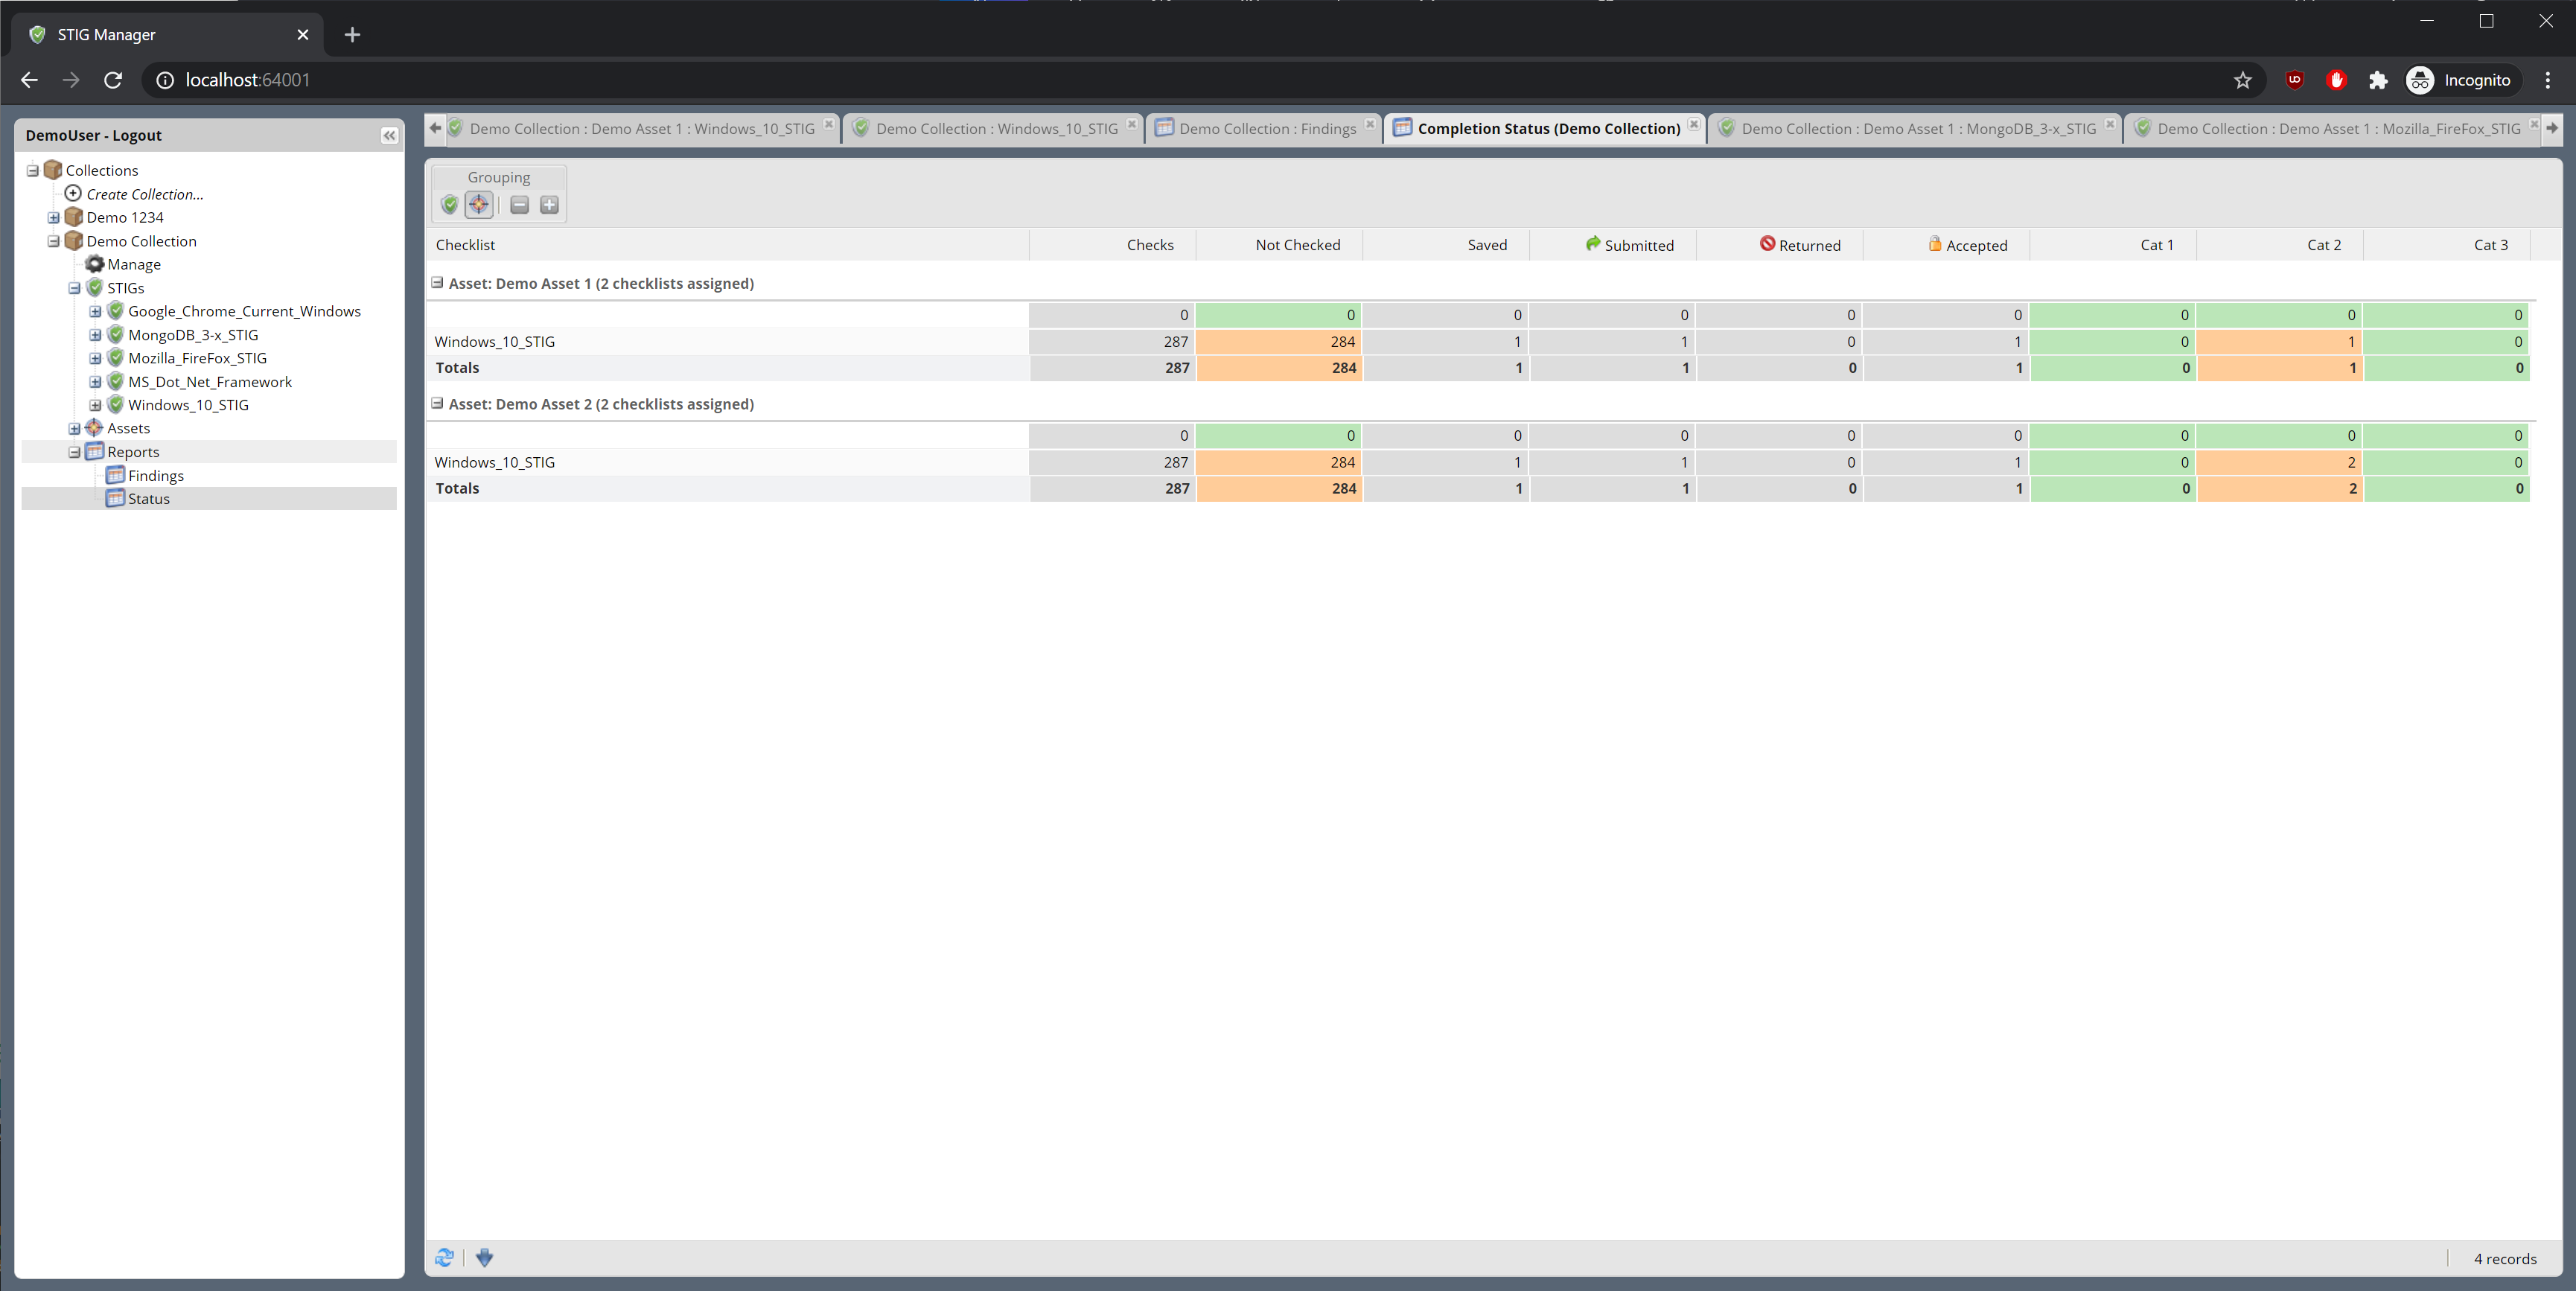 STIG Manager
localhost:64001
Incognito
DemoUser - Logout
Collections
Create Collection...
Demo 1234
Demo Collection
Manage
STIGs
Google_Chrome_Current_Windows
MongoDB_3-x_STIG
Mozilla_FireFox_STIG
MS_Dot_Net_Framework
Windows_10_STIG
Assets
Reports
Findings
Status
Demo Collection : Demo Asset 1 : Windows_10_STIG
Demo Collection : Windows_10_STIG
Demo Collection : Findings
Completion Status (Demo Collection)
Demo Collection : Demo Asset 1 : MongoDB_3-x_STIG
Demo Collection : Demo Asset 1 : Mozilla_FireFox_STIG
Grouping
Checklist Checks Not Checked Saved Submitted Returned Accepted Cat 1 Cat 2 Cat 3
Asset: Demo Asset 1 (2 checklists assigned)
0 0 0 0 0 0 0 0 0
Windows_10_STIG 287 284 1 1 0 1 0 1 0
Totals 287 284 1 1 0 1 0 1 0
Asset: Demo Asset 2 (2 checklists assigned)
0 0 0 0 0 0 0 0 0
Windows_10_STIG 287 284 1 1 0 1 0 2 0
Totals 287 284 1 1 0 1 0 2 0
4 records